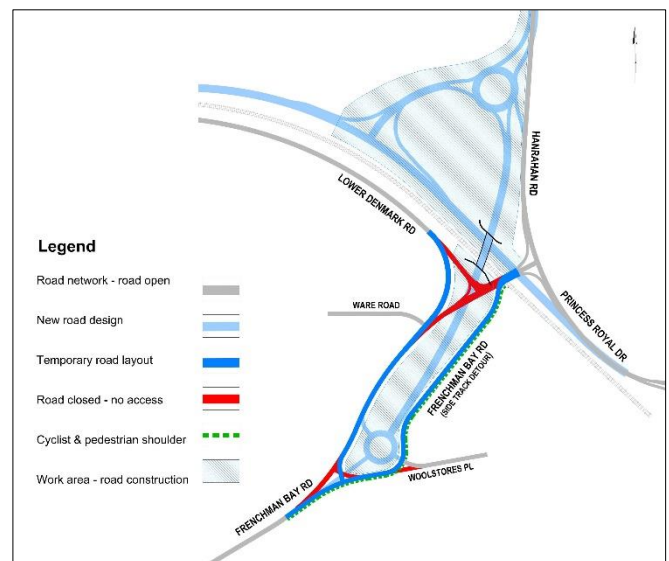 HANRAHAN RD
LOWER DENMARK RD
Legend
Road network - road open
New road design
Temporary road layout
Road closed - no access
Cyclist & pedestrian shoulder
Work area - road construction
WARE ROAD
PRINCESS ROYAL DR
FRENCHMAN BAY RD
(SIDE TRACK DETOUR)
WOOLSTORES PL
FRENCHMAN BAY RD